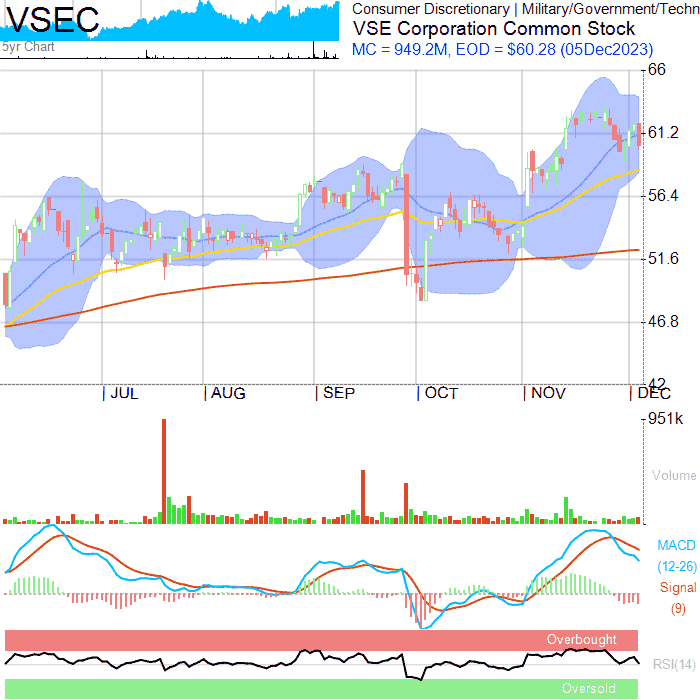 VSEC
5yr Chart
Consumer Discretionary | Military/Government/Techn
VSE Corporation Common Stock
MC = 949.2M, EOD = $60.28 (05Dec2023)
66
61.2
56.4
51.6
46.8
42
JUL
AUG
SEP
OCT
NOV
DEC
951k
Volume
MACD
(12-26)
Signal
(9)
Overbought
RSI(14)
Oversold